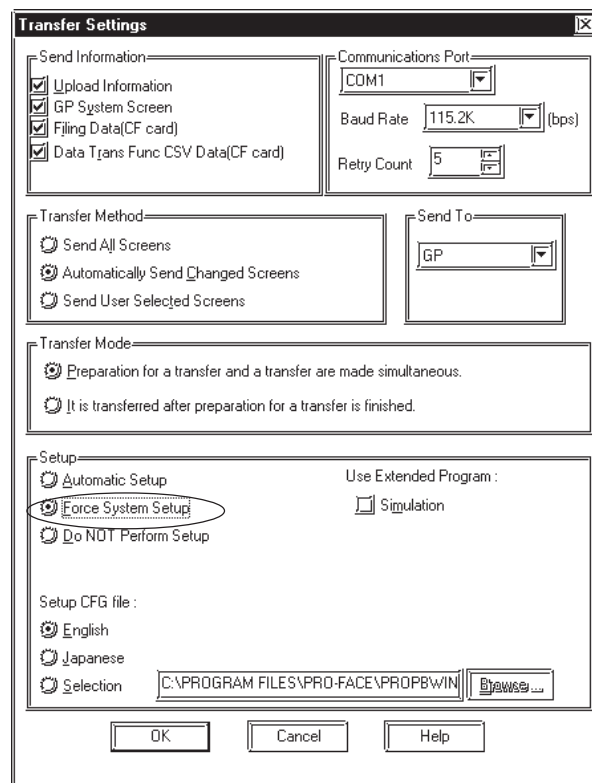 Transfer Settings
Send Information
Upload Information
GP System Screen
Filing Data(CF card)
Data Trans Func CSV Data(CF card)
Communications Port
COM1
Baud Rate 115.2K (bps)
Retry Count 5
Transfer Method
Send All Screens
Automatically Send Changed Screens
Send User Selected Screens
Send To
GP
Transfer Mode
Preparation for a transfer and a transfer are made simultaneous.
It is transferred after preparation for a transfer is finished.
Setup
Automatic Setup
Force System Setup
Do NOT Perform Setup
Use Extended Program :
Simulation
Setup CFG file :
English
Japanese
Selection C:\PROGRAM FILES\PRO-FACE\PROPBWIN Browse...
OK Cancel Help